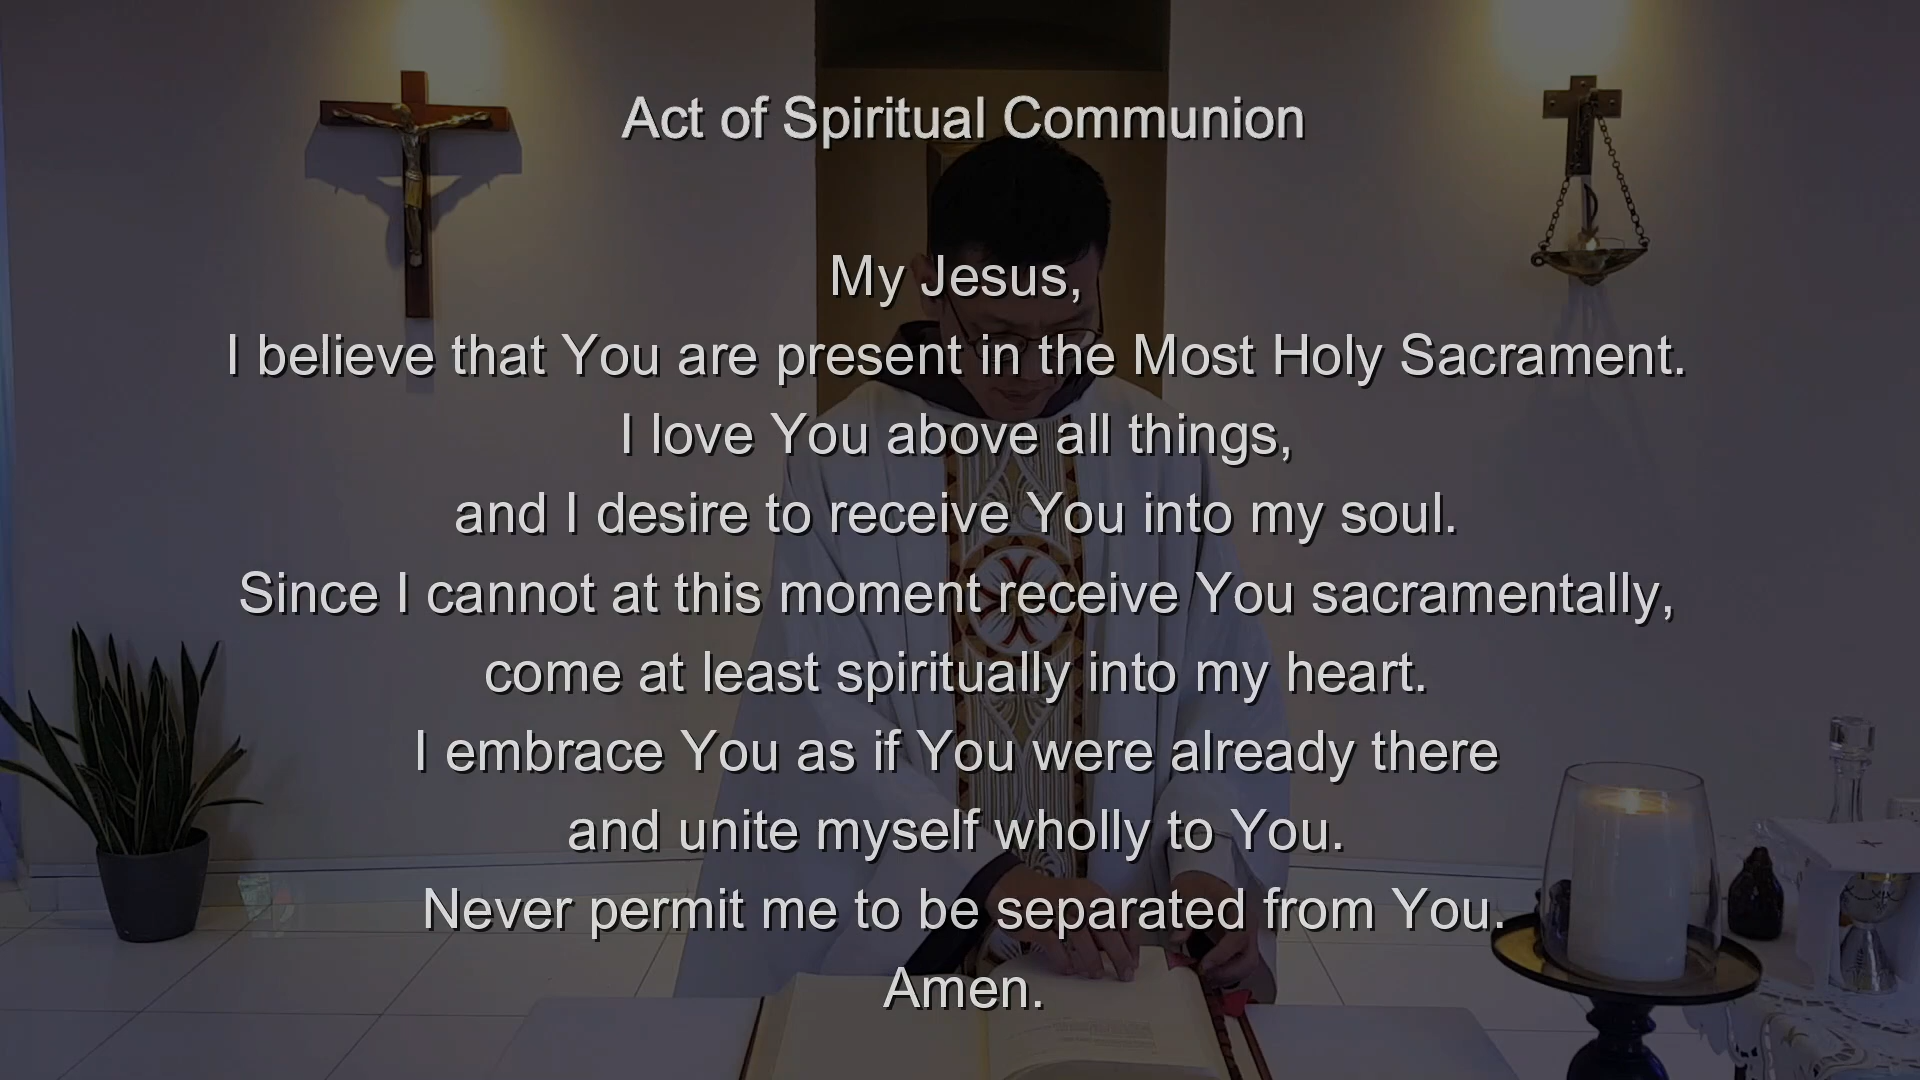 Act of Spiritual Communion
My Jesus,
I believe that You are present in the Most Holy Sacrament.
I love You above all things,
and I desire to receive You into my soul.
Since I cannot at this moment receive You sacramentally,
come at least spiritually into my heart.
I embrace You as if You were already there
and unite myself wholly to You.
Never permit me to be separated from You.
Amen.